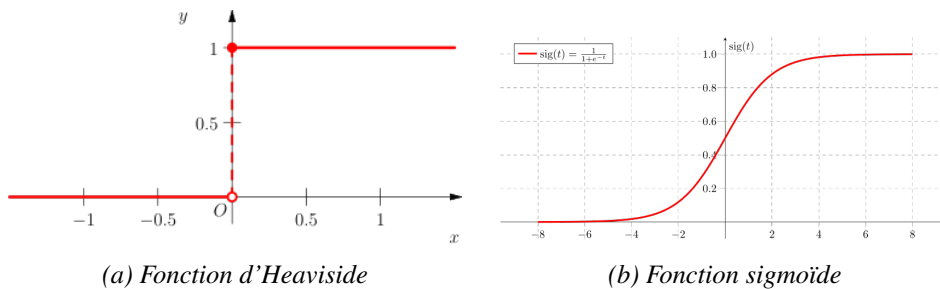 y
1
0.5
O
−1
−0.5
0.5
1
x
(a) Fonction d'Heaviside
sig(t) = 1/(1+e^−t)
sig(t)
1.0
0.8
0.6
0.4
0.2
−8
−6
−4
−2
2
4
6
8
(b) Fonction sigmoïde